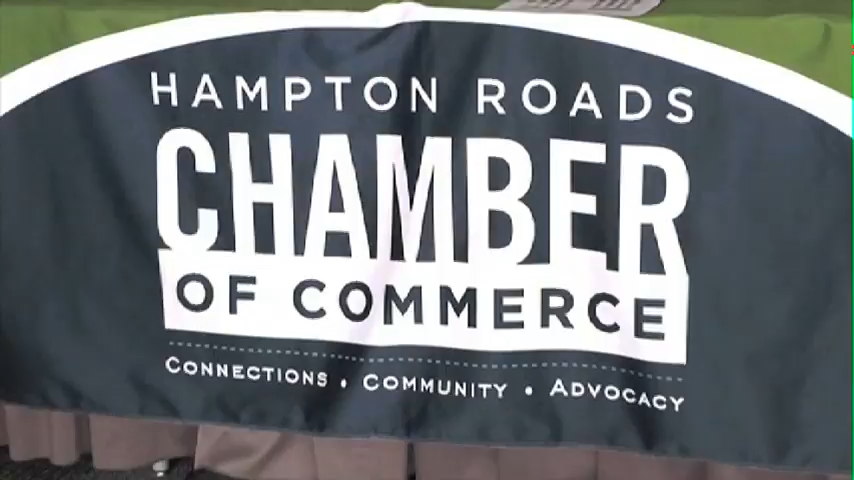 HAMPTON ROADS
CHAMBER
OF COMMERCE
CONNECTIONS • COMMUNITY • ADVOCACY